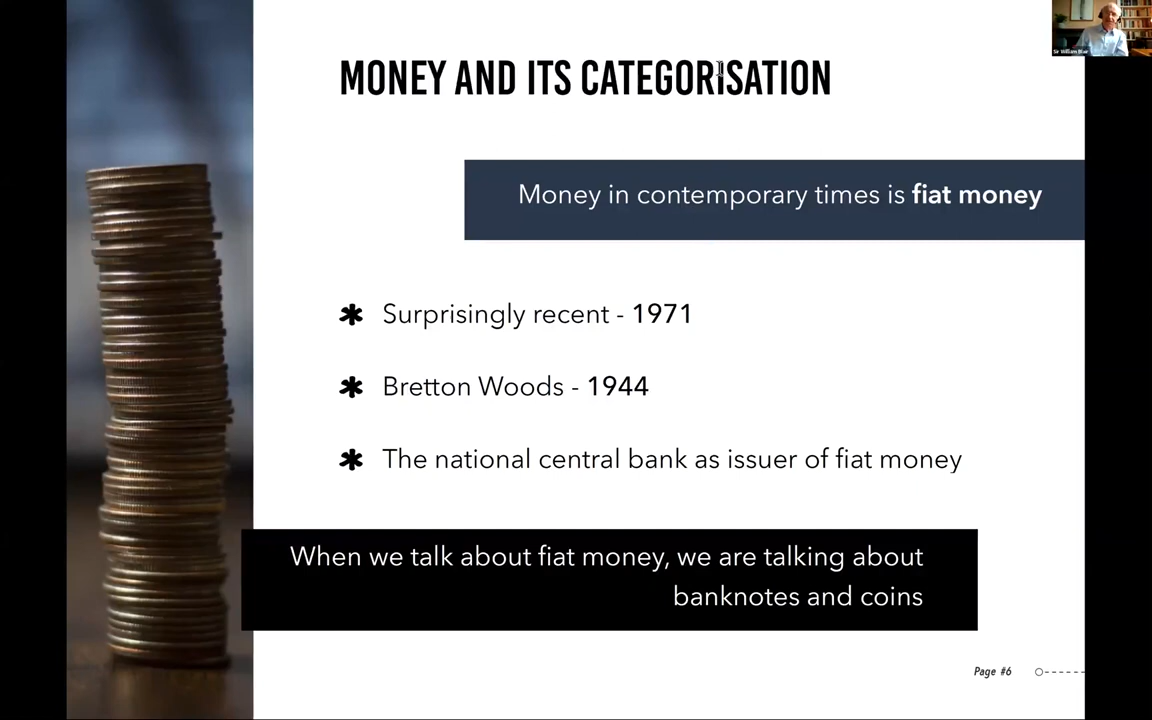 Sir William Blair
MONEY AND ITS CATEGORISATION
Money in contemporary times is fiat money
* Surprisingly recent - 1971
* Bretton Woods - 1944
* The national central bank as issuer of fiat money
When we talk about fiat money, we are talking about
banknotes and coins
Page #6